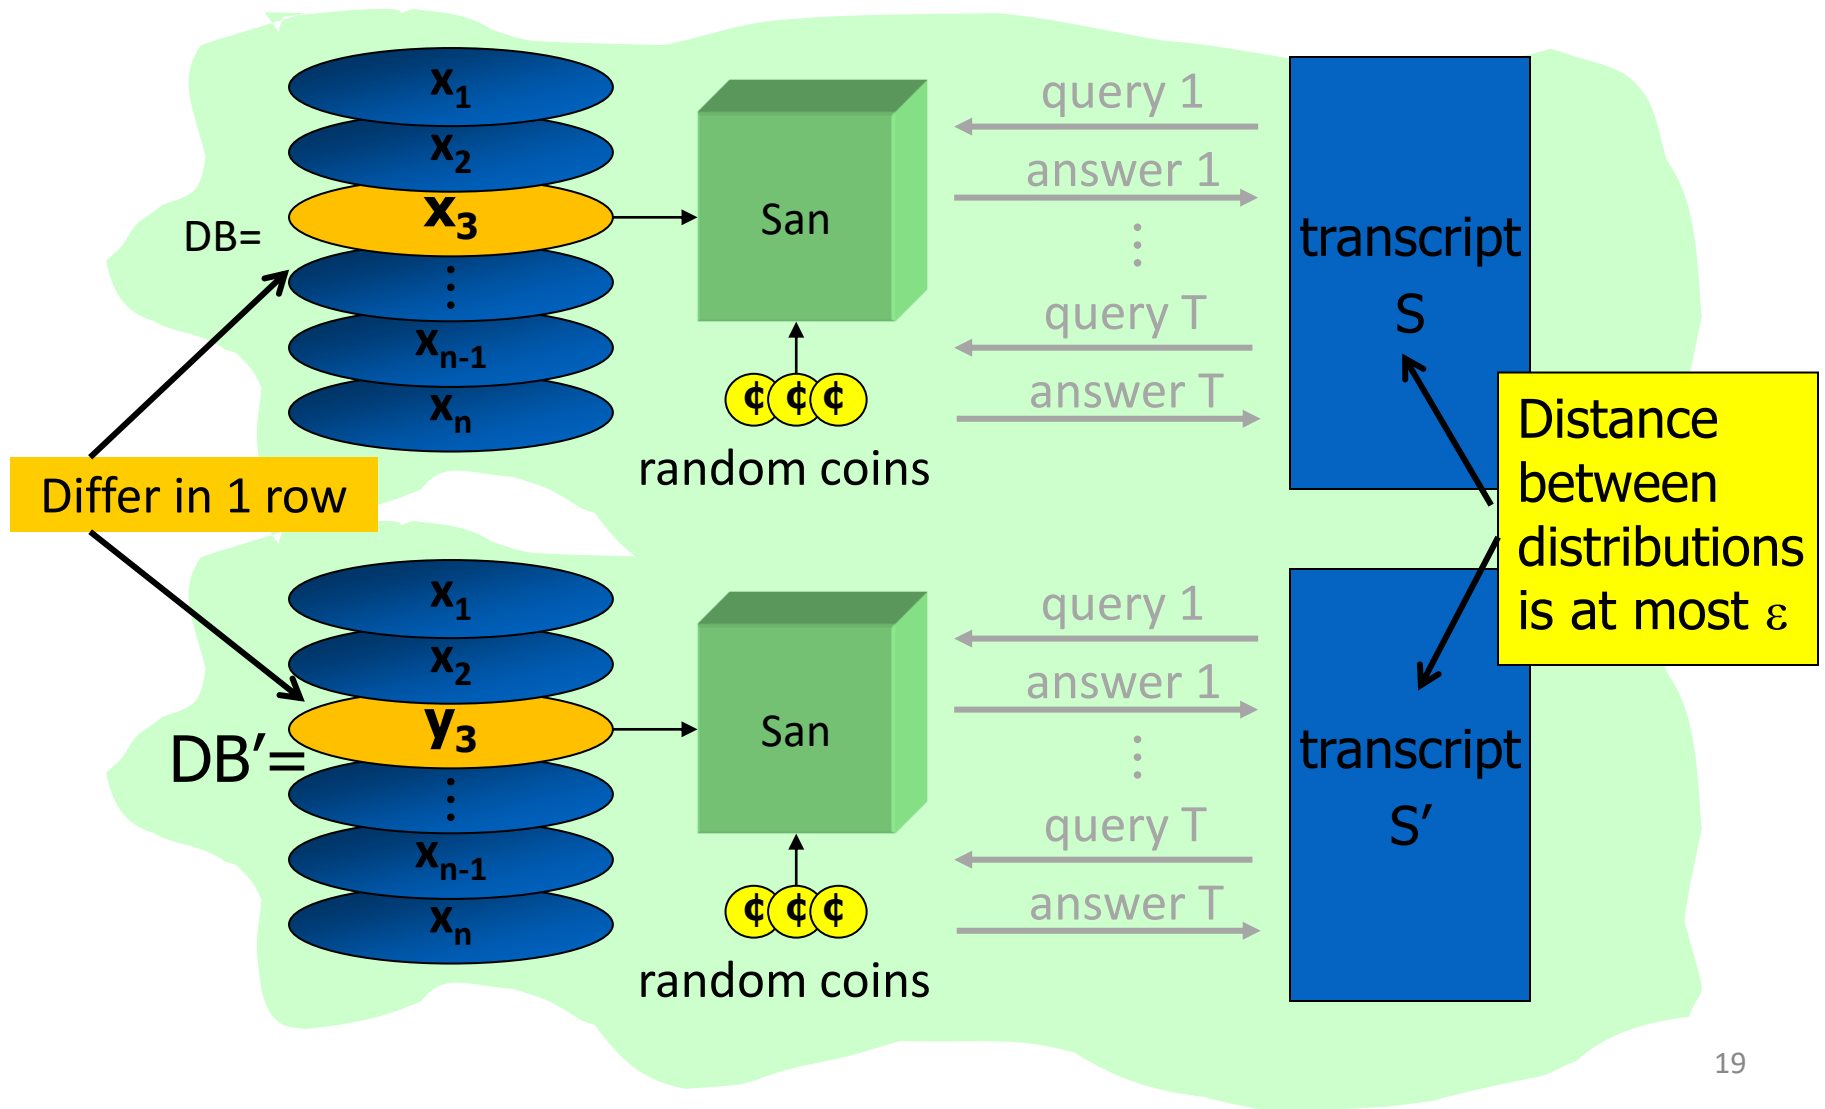 x₁
x₂
x₃
⋮
xₙ₋₁
xₙ
DB=
San
¢ ¢ ¢
random coins
query 1
answer 1
⋮
query T
answer T
transcript
S
Differ in 1 row
Distance
between
distributions
is at most ε
x₁
x₂
y₃
⋮
xₙ₋₁
xₙ
DB′=
San
¢ ¢ ¢
random coins
query 1
answer 1
⋮
query T
answer T
transcript
S′
19